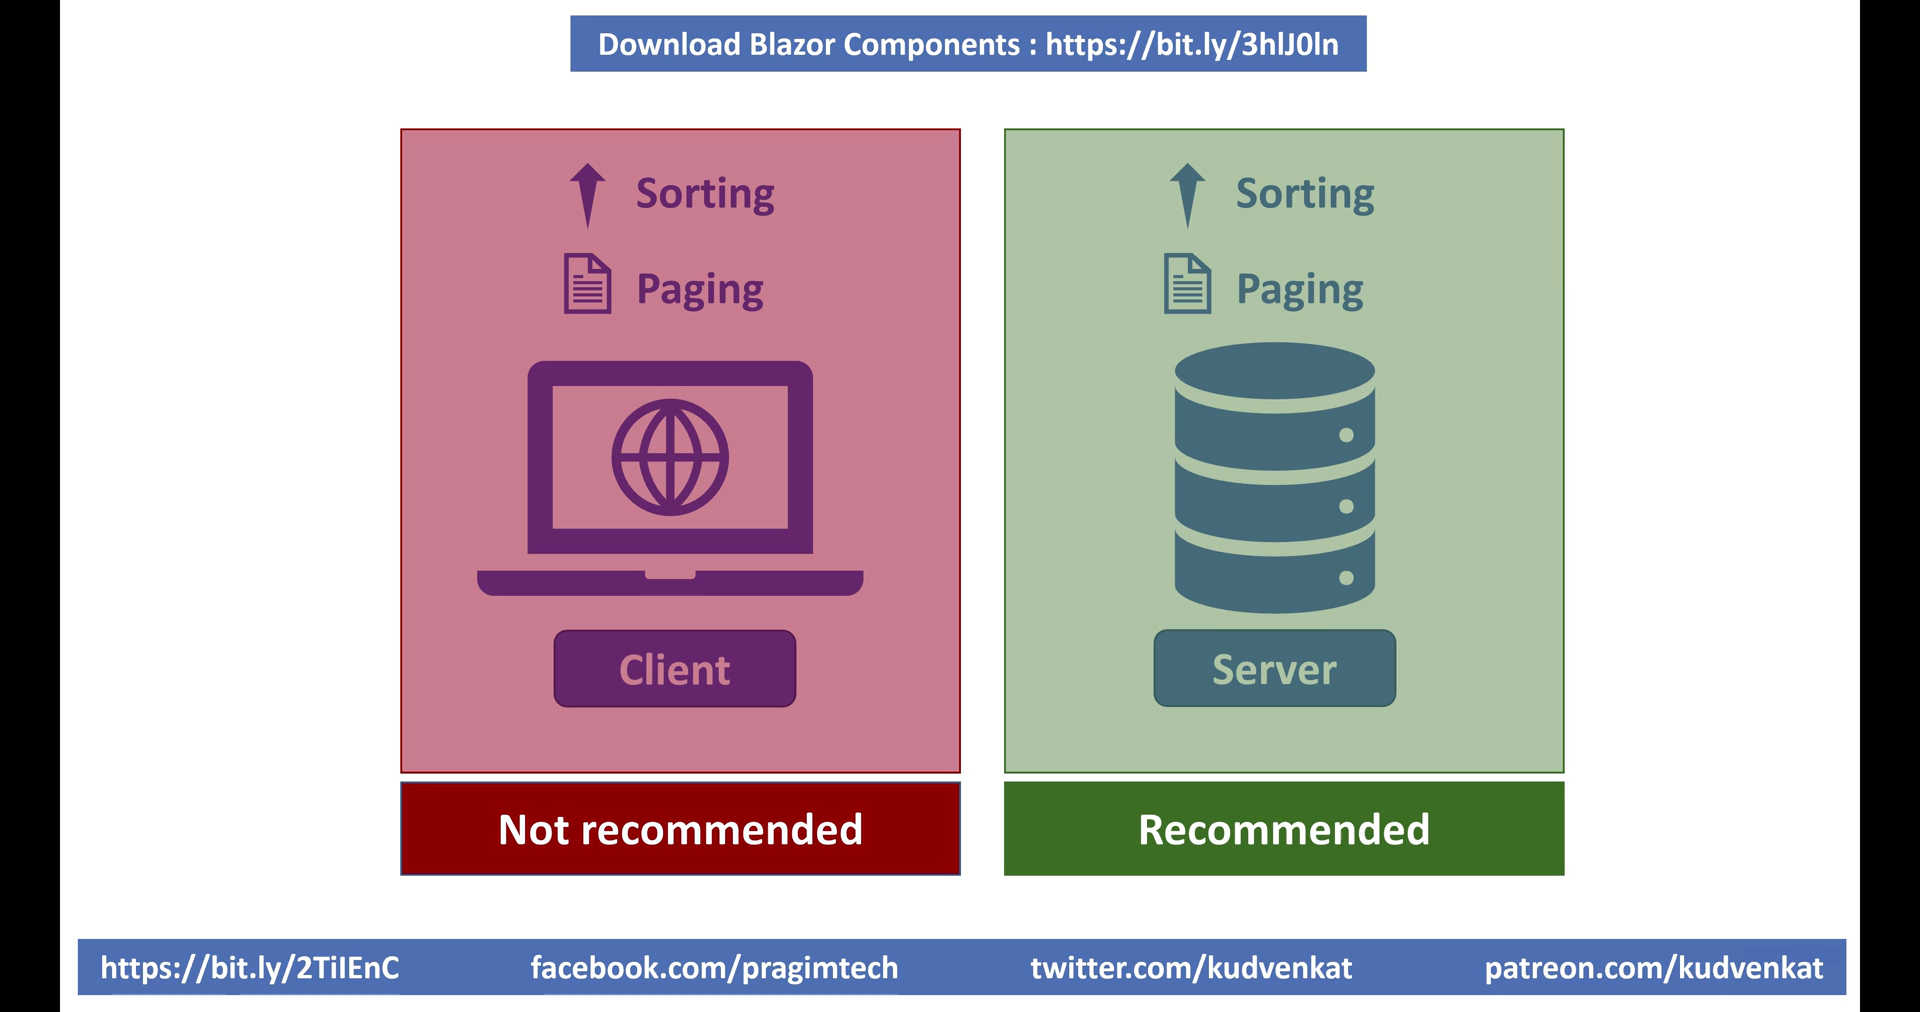 Download Blazor Components : https://bit.ly/3hlJ0ln
Sorting
Paging
Client
Not recommended
Sorting
Paging
Server
Recommended
https://bit.ly/2TiIEnC
facebook.com/pragimtech
twitter.com/kudvenkat
patreon.com/kudvenkat